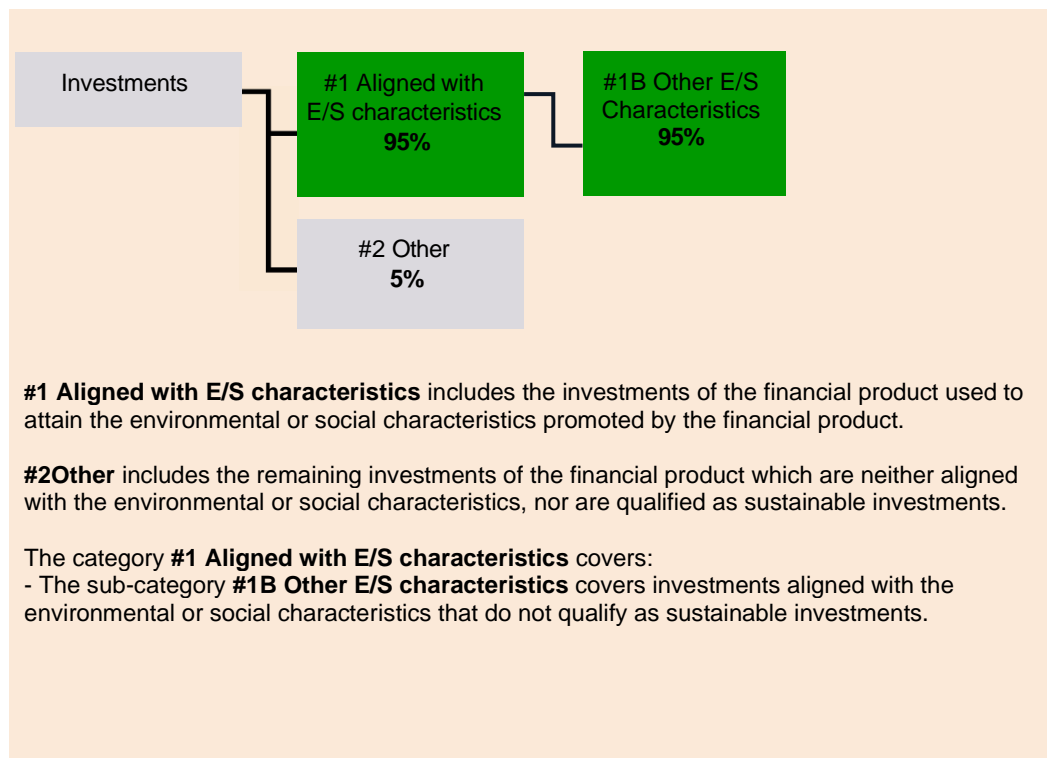 Investments
#1 Aligned with
E/S characteristics
95%
#1B Other E/S
Characteristics
95%
#2 Other
5%
#1 Aligned with E/S characteristics includes the investments of the financial product used to
attain the environmental or social characteristics promoted by the financial product.
#2Other includes the remaining investments of the financial product which are neither aligned
with the environmental or social characteristics, nor are qualified as sustainable investments.
The category #1 Aligned with E/S characteristics covers:
- The sub-category #1B Other E/S characteristics covers investments aligned with the
environmental or social characteristics that do not qualify as sustainable investments.